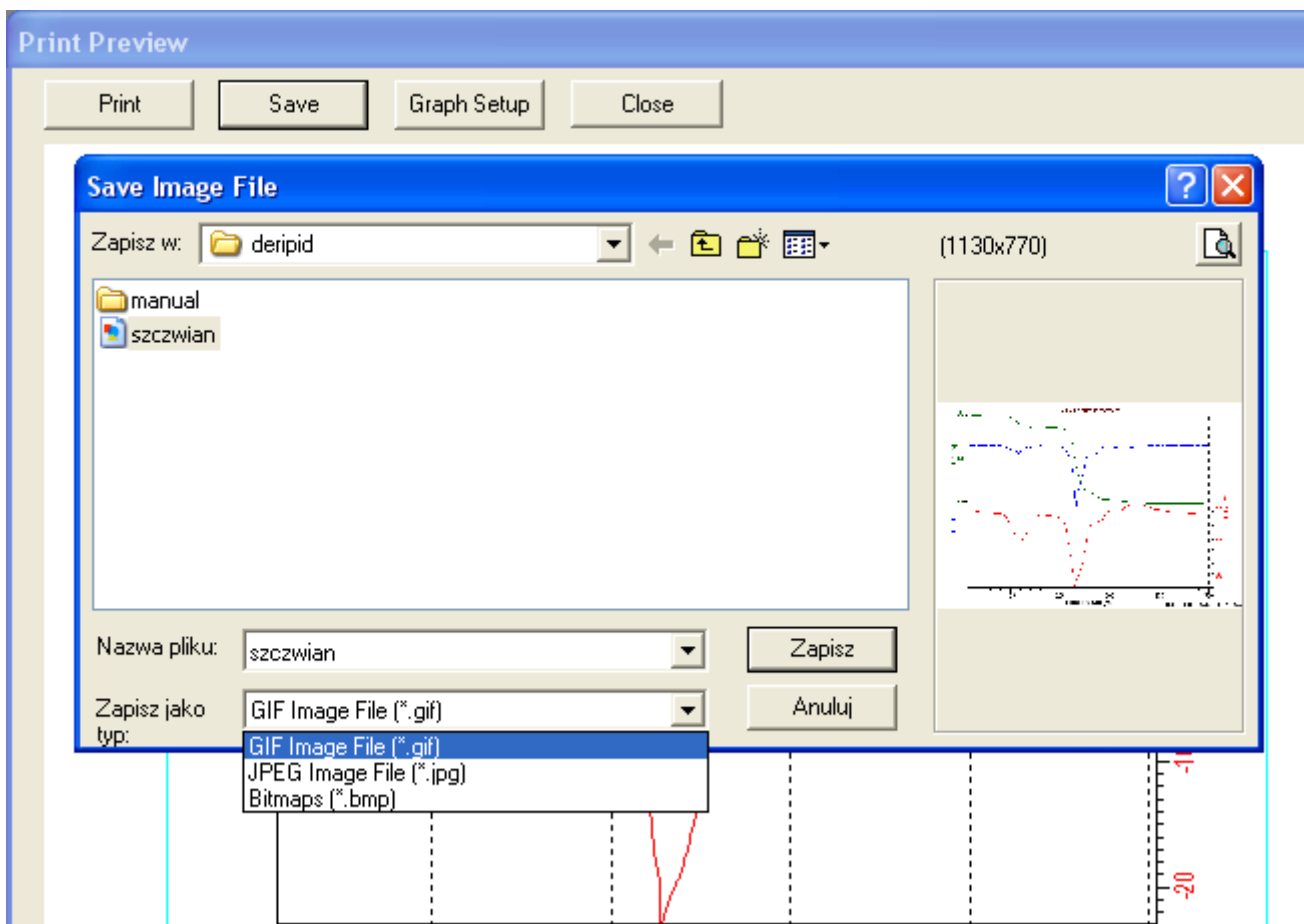 Print Preview
Print Save Graph Setup Close
Save Image File
Zapisz w: deripid (1130x770)
manual
szczwian
Nazwa pliku: szczwian Zapisz
Zapisz jako typ: GIF Image File (*.gif) Anuluj
GIF Image File (*.gif)
JPEG Image File (*.jpg)
Bitmaps (*.bmp)
-20